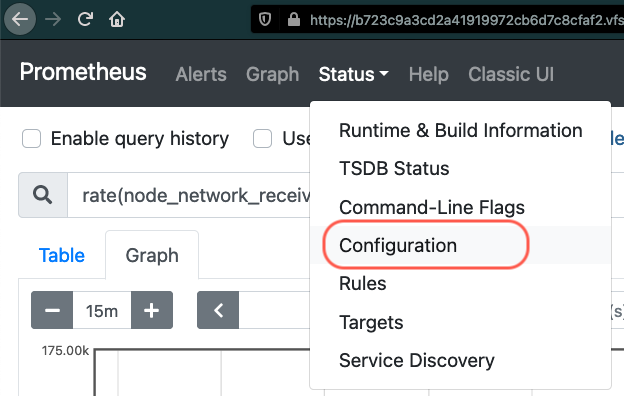 https://b723c9a3cd2a41919972cb6d7c8cfaf2.vfs
Prometheus Alerts Graph Status Help Classic UI
Enable query history Use
Runtime & Build Information
TSDB Status
rate(node_network_receiv
Command-Line Flags
Configuration
Table Graph
Rules
15m
Targets
175.00k
Service Discovery